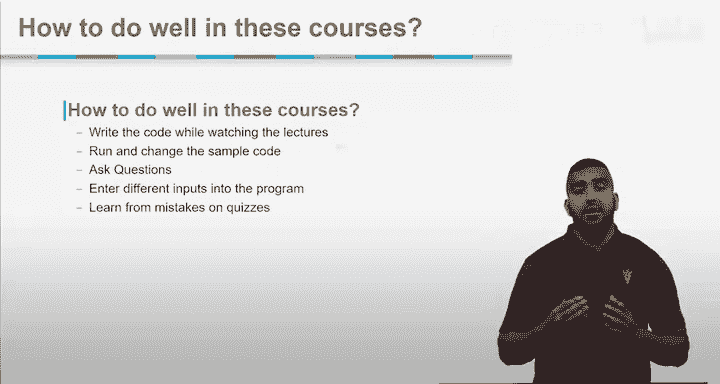 How to do well in these courses?
How to do well in these courses?
– Write the code while watching the lectures
– Run and change the sample code
– Ask Questions
– Enter different inputs into the program
– Learn from mistakes on quizzes